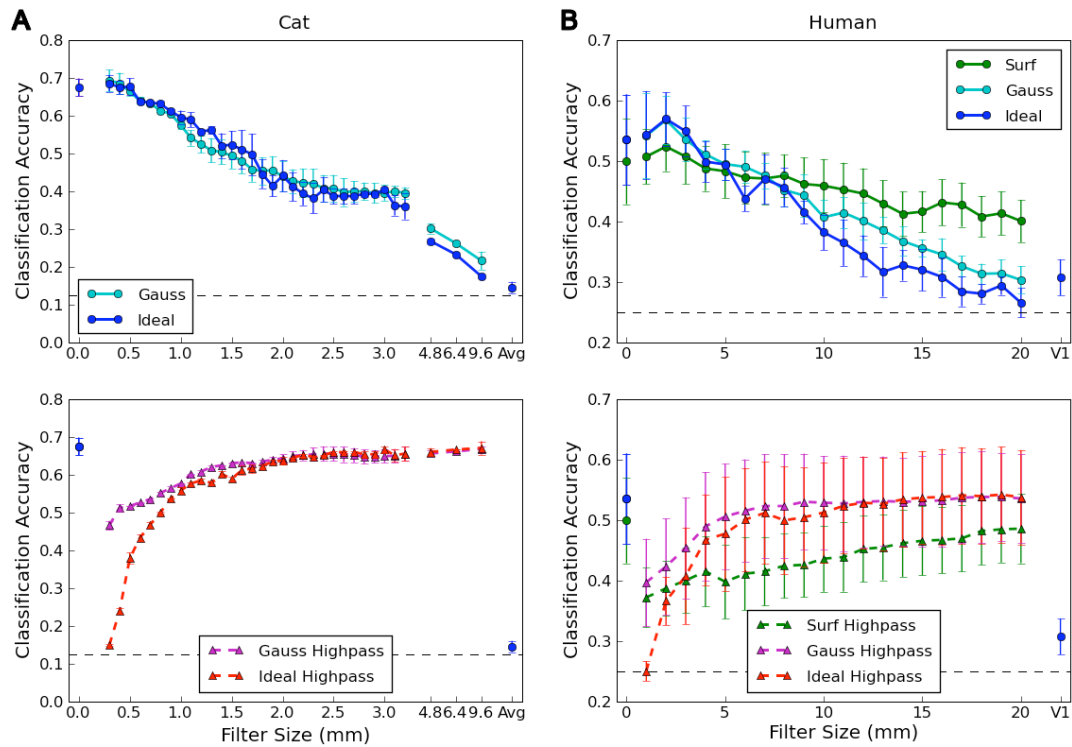 A
Cat
Classification Accuracy
0.8
0.7
0.6
0.5
0.4
0.3
0.2
0.1
0.0
Gauss
Ideal
0.0 0.5 1.0 1.5 2.0 2.5 3.0 4.8 6.4 9.6 Avg
B
Human
Classification Accuracy
0.7
0.6
0.5
0.4
0.3
0.2
Surf
Gauss
Ideal
0 5 10 15 20 V1
Classification Accuracy
0.8
0.7
0.6
0.5
0.4
0.3
0.2
0.1
0.0
Gauss Highpass
Ideal Highpass
0.0 0.5 1.0 1.5 2.0 2.5 3.0 4.8 6.4 9.6 Avg
Filter Size (mm)
Classification Accuracy
0.7
0.6
0.5
0.4
0.3
0.2
Surf Highpass
Gauss Highpass
Ideal Highpass
0 5 10 15 20 V1
Filter Size (mm)